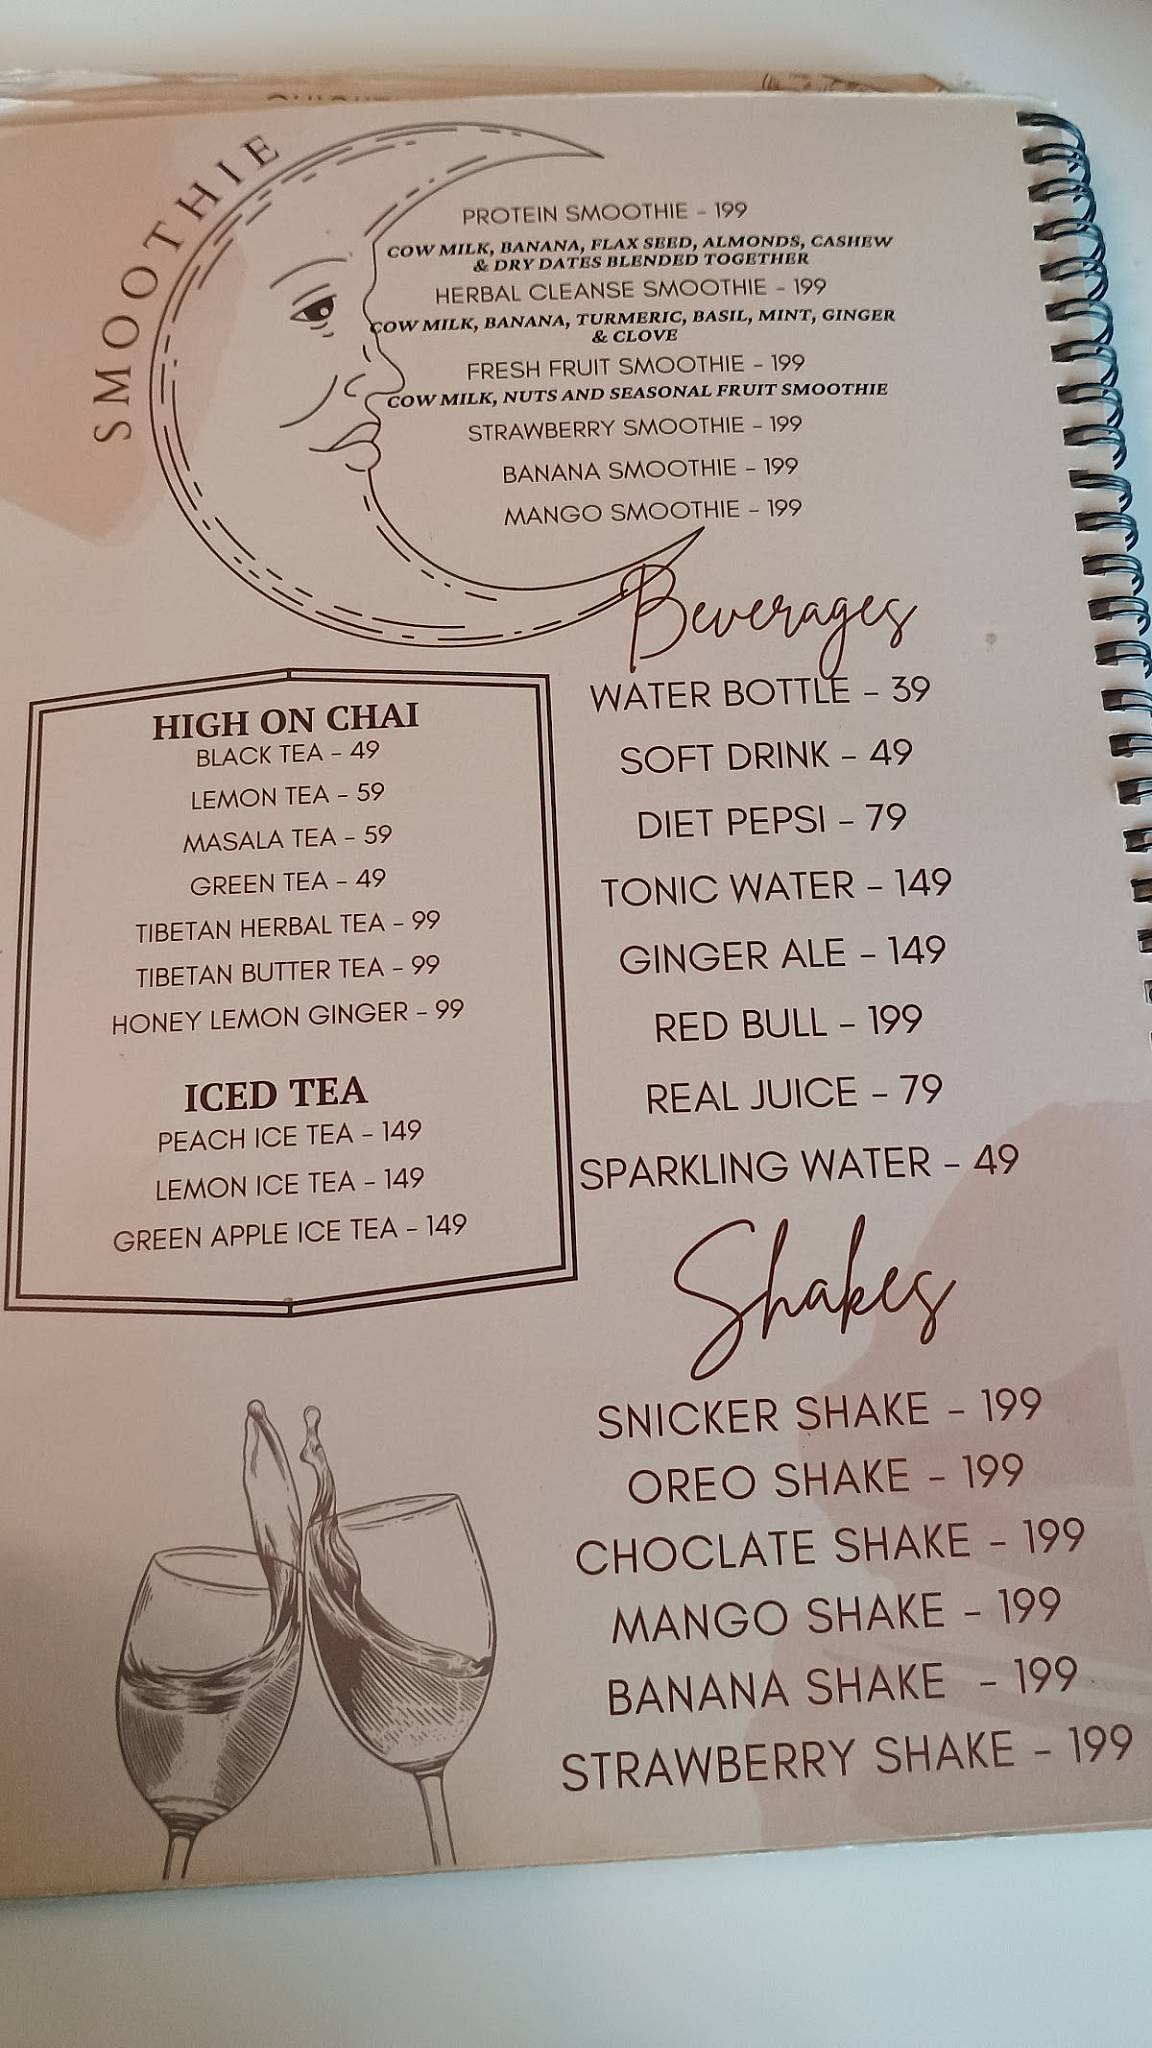 SMOOTHIE
PROTEIN SMOOTHIE - 199
COW MILK, BANANA, FLAX SEED, ALMONDS, CASHEW
& DRY DATES BLENDED TOGETHER
HERBAL CLEANSE SMOOTHIE - 199
COW MILK, BANANA, TURMERIC, BASIL, MINT, GINGER
& CLOVE
FRESH FRUIT SMOOTHIE - 199
COW MILK, NUTS AND SEASONAL FRUIT SMOOTHIE
STRAWBERRY SMOOTHIE - 199
BANANA SMOOTHIE - 199
MANGO SMOOTHIE - 199
HIGH ON CHAI
BLACK TEA - 49
LEMON TEA - 59
MASALA TEA - 59
GREEN TEA - 49
TIBETAN HERBAL TEA - 99
TIBETAN BUTTER TEA - 99
HONEY LEMON GINGER - 99
ICED TEA
PEACH ICE TEA - 149
LEMON ICE TEA - 149
GREEN APPLE ICE TEA - 149
Beverages
WATER BOTTLE - 39
SOFT DRINK - 49
DIET PEPSI - 79
TONIC WATER - 149
GINGER ALE - 149
RED BULL - 199
REAL JUICE - 79
SPARKLING WATER - 49
Shakes
SNICKER SHAKE - 199
OREO SHAKE - 199
CHOCLATE SHAKE - 199
MANGO SHAKE - 199
BANANA SHAKE - 199
STRAWBERRY SHAKE - 199